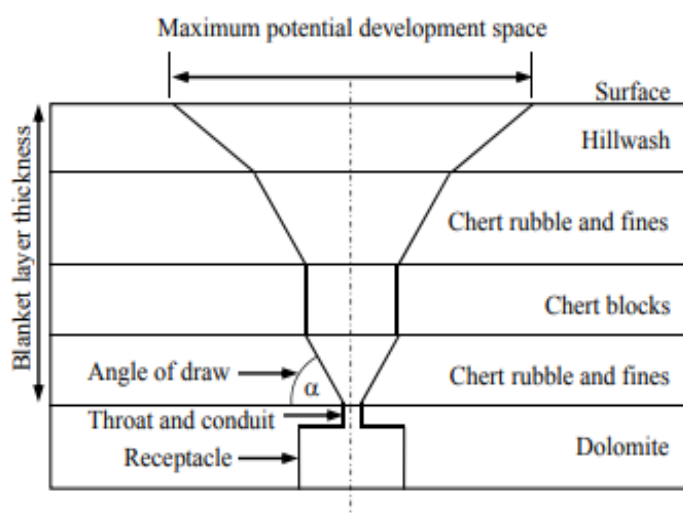 Maximum potential development space
Surface
Hillwash
Blanket layer thickness
Chert rubble and fines
Chert blocks
Angle of draw
α
Chert rubble and fines
Throat and conduit
Receptacle
Dolomite